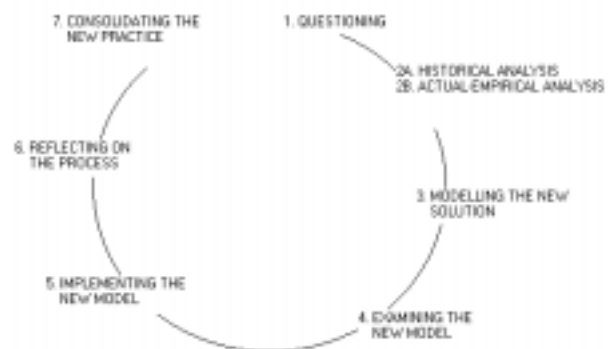 1. QUESTIONING
2A. HISTORICAL ANALYSIS
2B. ACTUAL-EMPIRICAL ANALYSIS
3. MODELLING THE NEW
SOLUTION
4. EXAMINING THE
NEW MODEL
5. IMPLEMENTING THE
NEW MODEL
6. REFLECTING ON
THE PROCESS
7. CONSOLIDATING THE
NEW PRACTICE